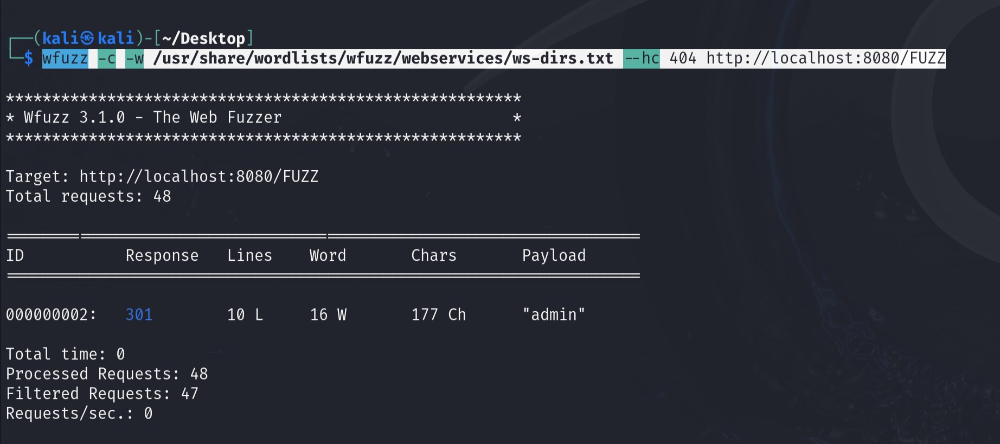 ┌──(kali㉿kali)-[~/Desktop]
└─$ wfuzz -c -w /usr/share/wordlists/wfuzz/webservices/ws-dirs.txt --hc 404 http://localhost:8080/FUZZ
********************************************************
* Wfuzz 3.1.0 - The Web Fuzzer                         *
********************************************************
Target: http://localhost:8080/FUZZ
Total requests: 48
=====================================================================
ID           Response   Lines    Word       Chars       Payload
=====================================================================
000000002:   301        10 L     16 W       177 Ch      "admin"
Total time: 0
Processed Requests: 48
Filtered Requests: 47
Requests/sec.: 0